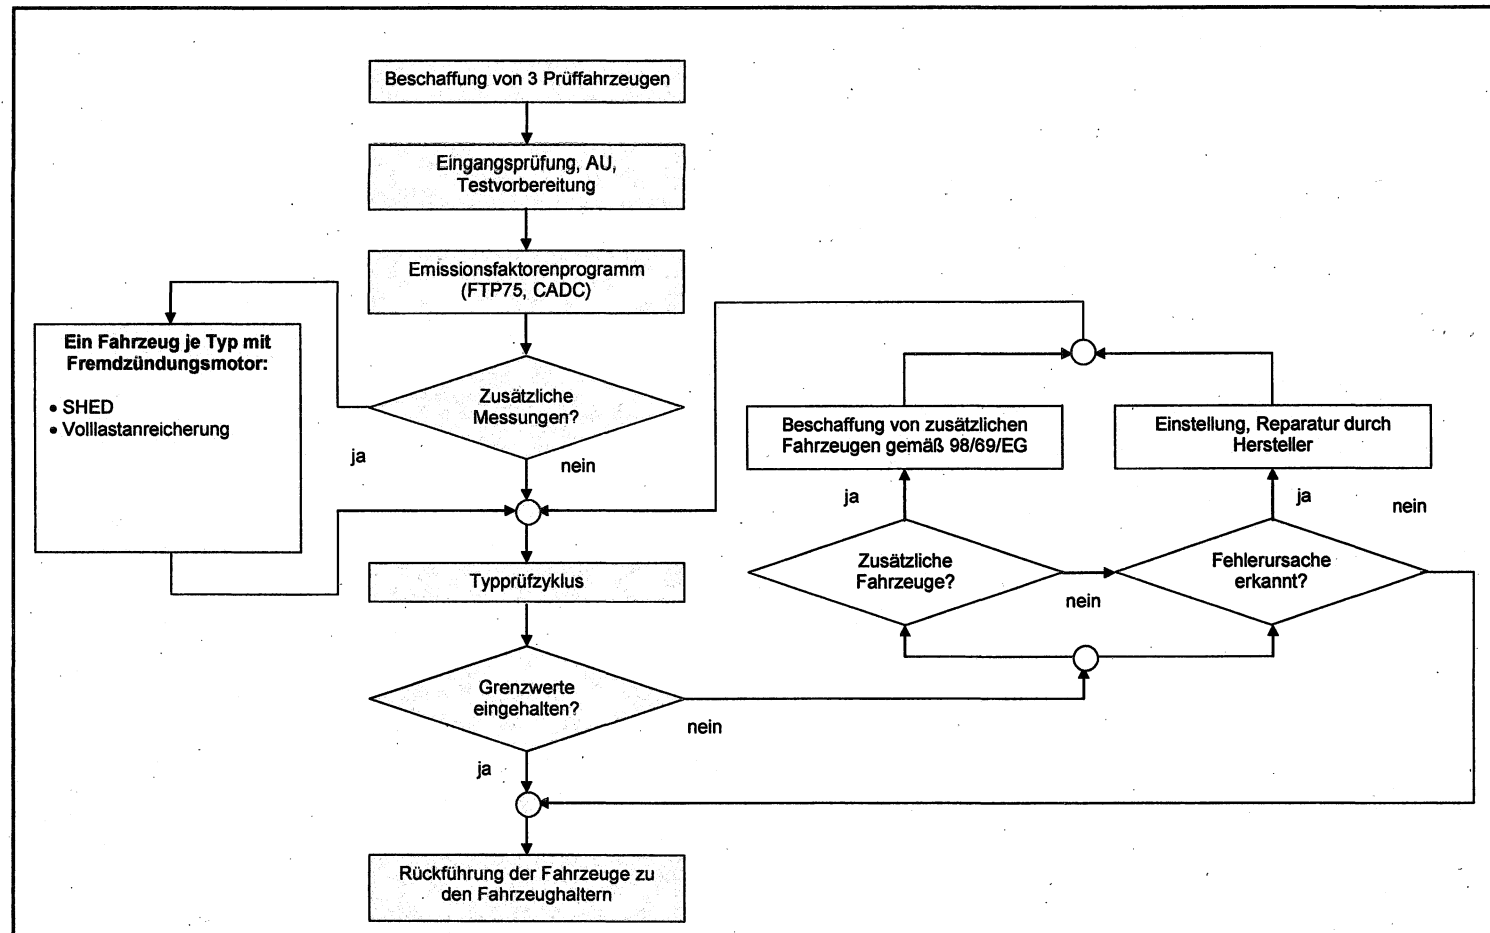 Beschaffung von 3 Prüffahrzeugen
Eingangsprüfung, AU,
Testvorbereitung
Emissionsfaktorenprogramm
(FTP75, CADC)
Ein Fahrzeug je Typ mit
Fremdzündungsmotor:
• SHED
• Volllastanreicherung
Zusätzliche
Messungen?
ja
nein
Beschaffung von zusätzlichen
Fahrzeugen gemäß 98/69/EG
Einstellung, Reparatur durch
Hersteller
ja
ja
nein
Zusätzliche
Fahrzeuge?
nein
Fehlerursache
erkannt?
Typprüfzyklus
Grenzwerte
eingehalten?
nein
ja
Rückführung der Fahrzeuge zu
den Fahrzeughaltern